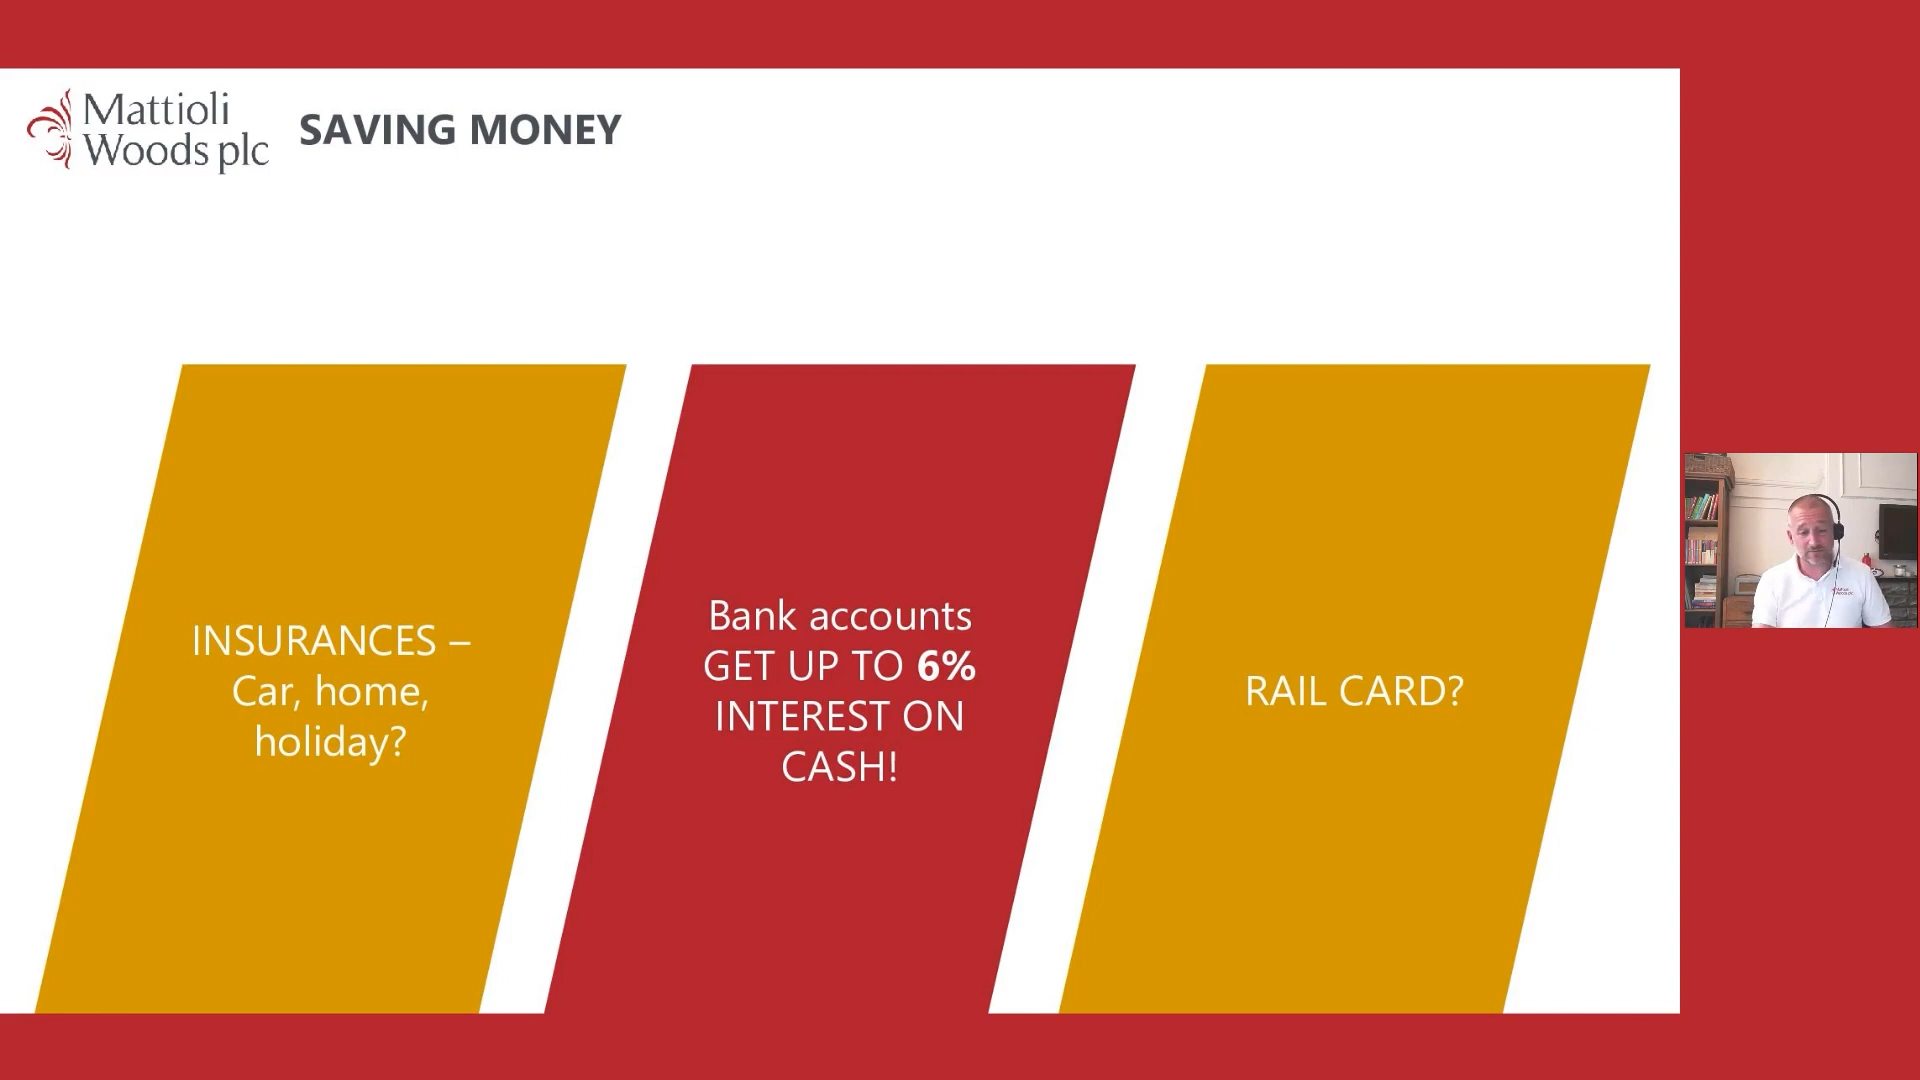 Mattioli
Woods plc
SAVING MONEY
INSURANCES –
Car, home,
holiday?
Bank accounts
GET UP TO 6%
INTEREST ON
CASH!
RAIL CARD?